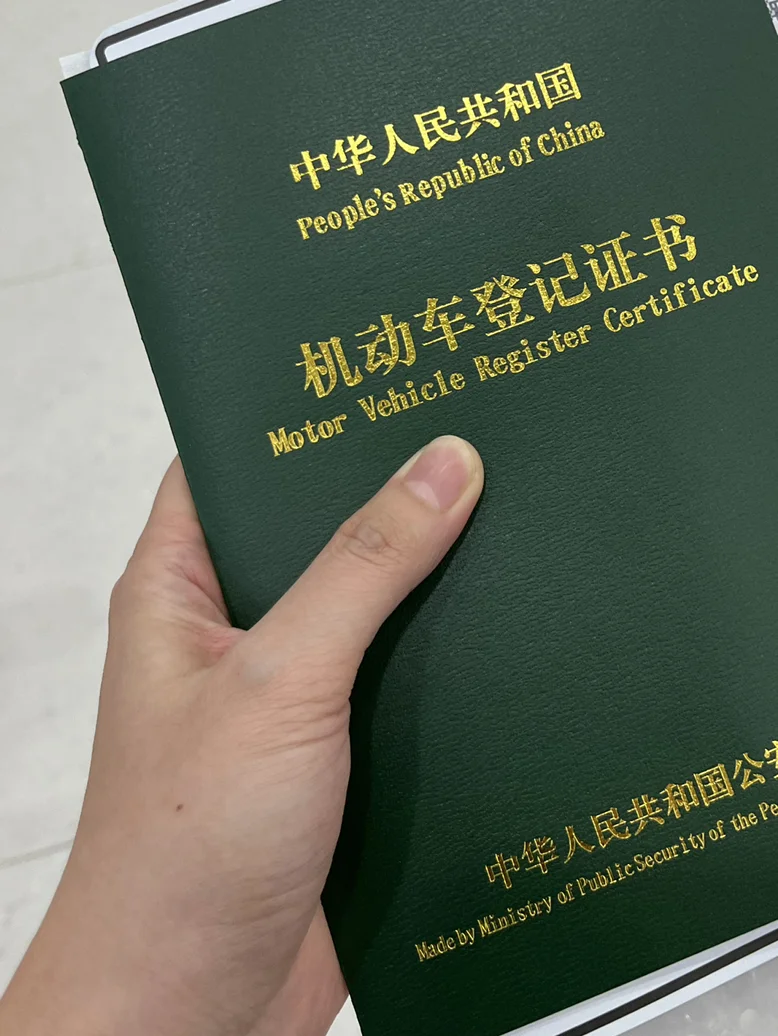 中华人民共和国
People's Republic of China
机动车登记证书
Motor Vehicle Register Certificate
中华人民共和国公安
Made by Ministry of Public Security of the